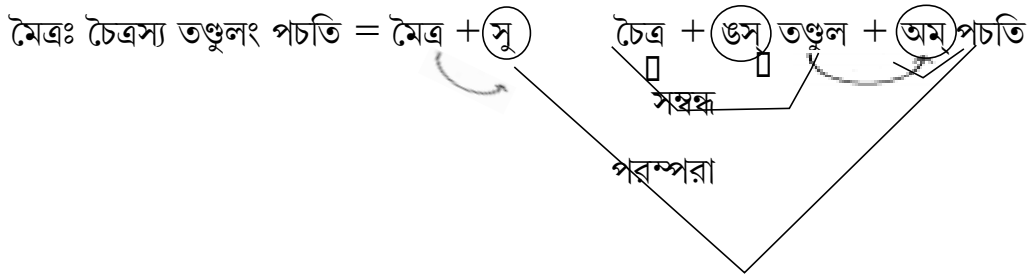 মৈত্রঃ চৈত্রস্য তণ্ডুলং পচতি = মৈত্র + সু চৈত্র + ঙস্ তণ্ডুল + অম্ পচতি
সম্বন্ধ
পরম্পরা